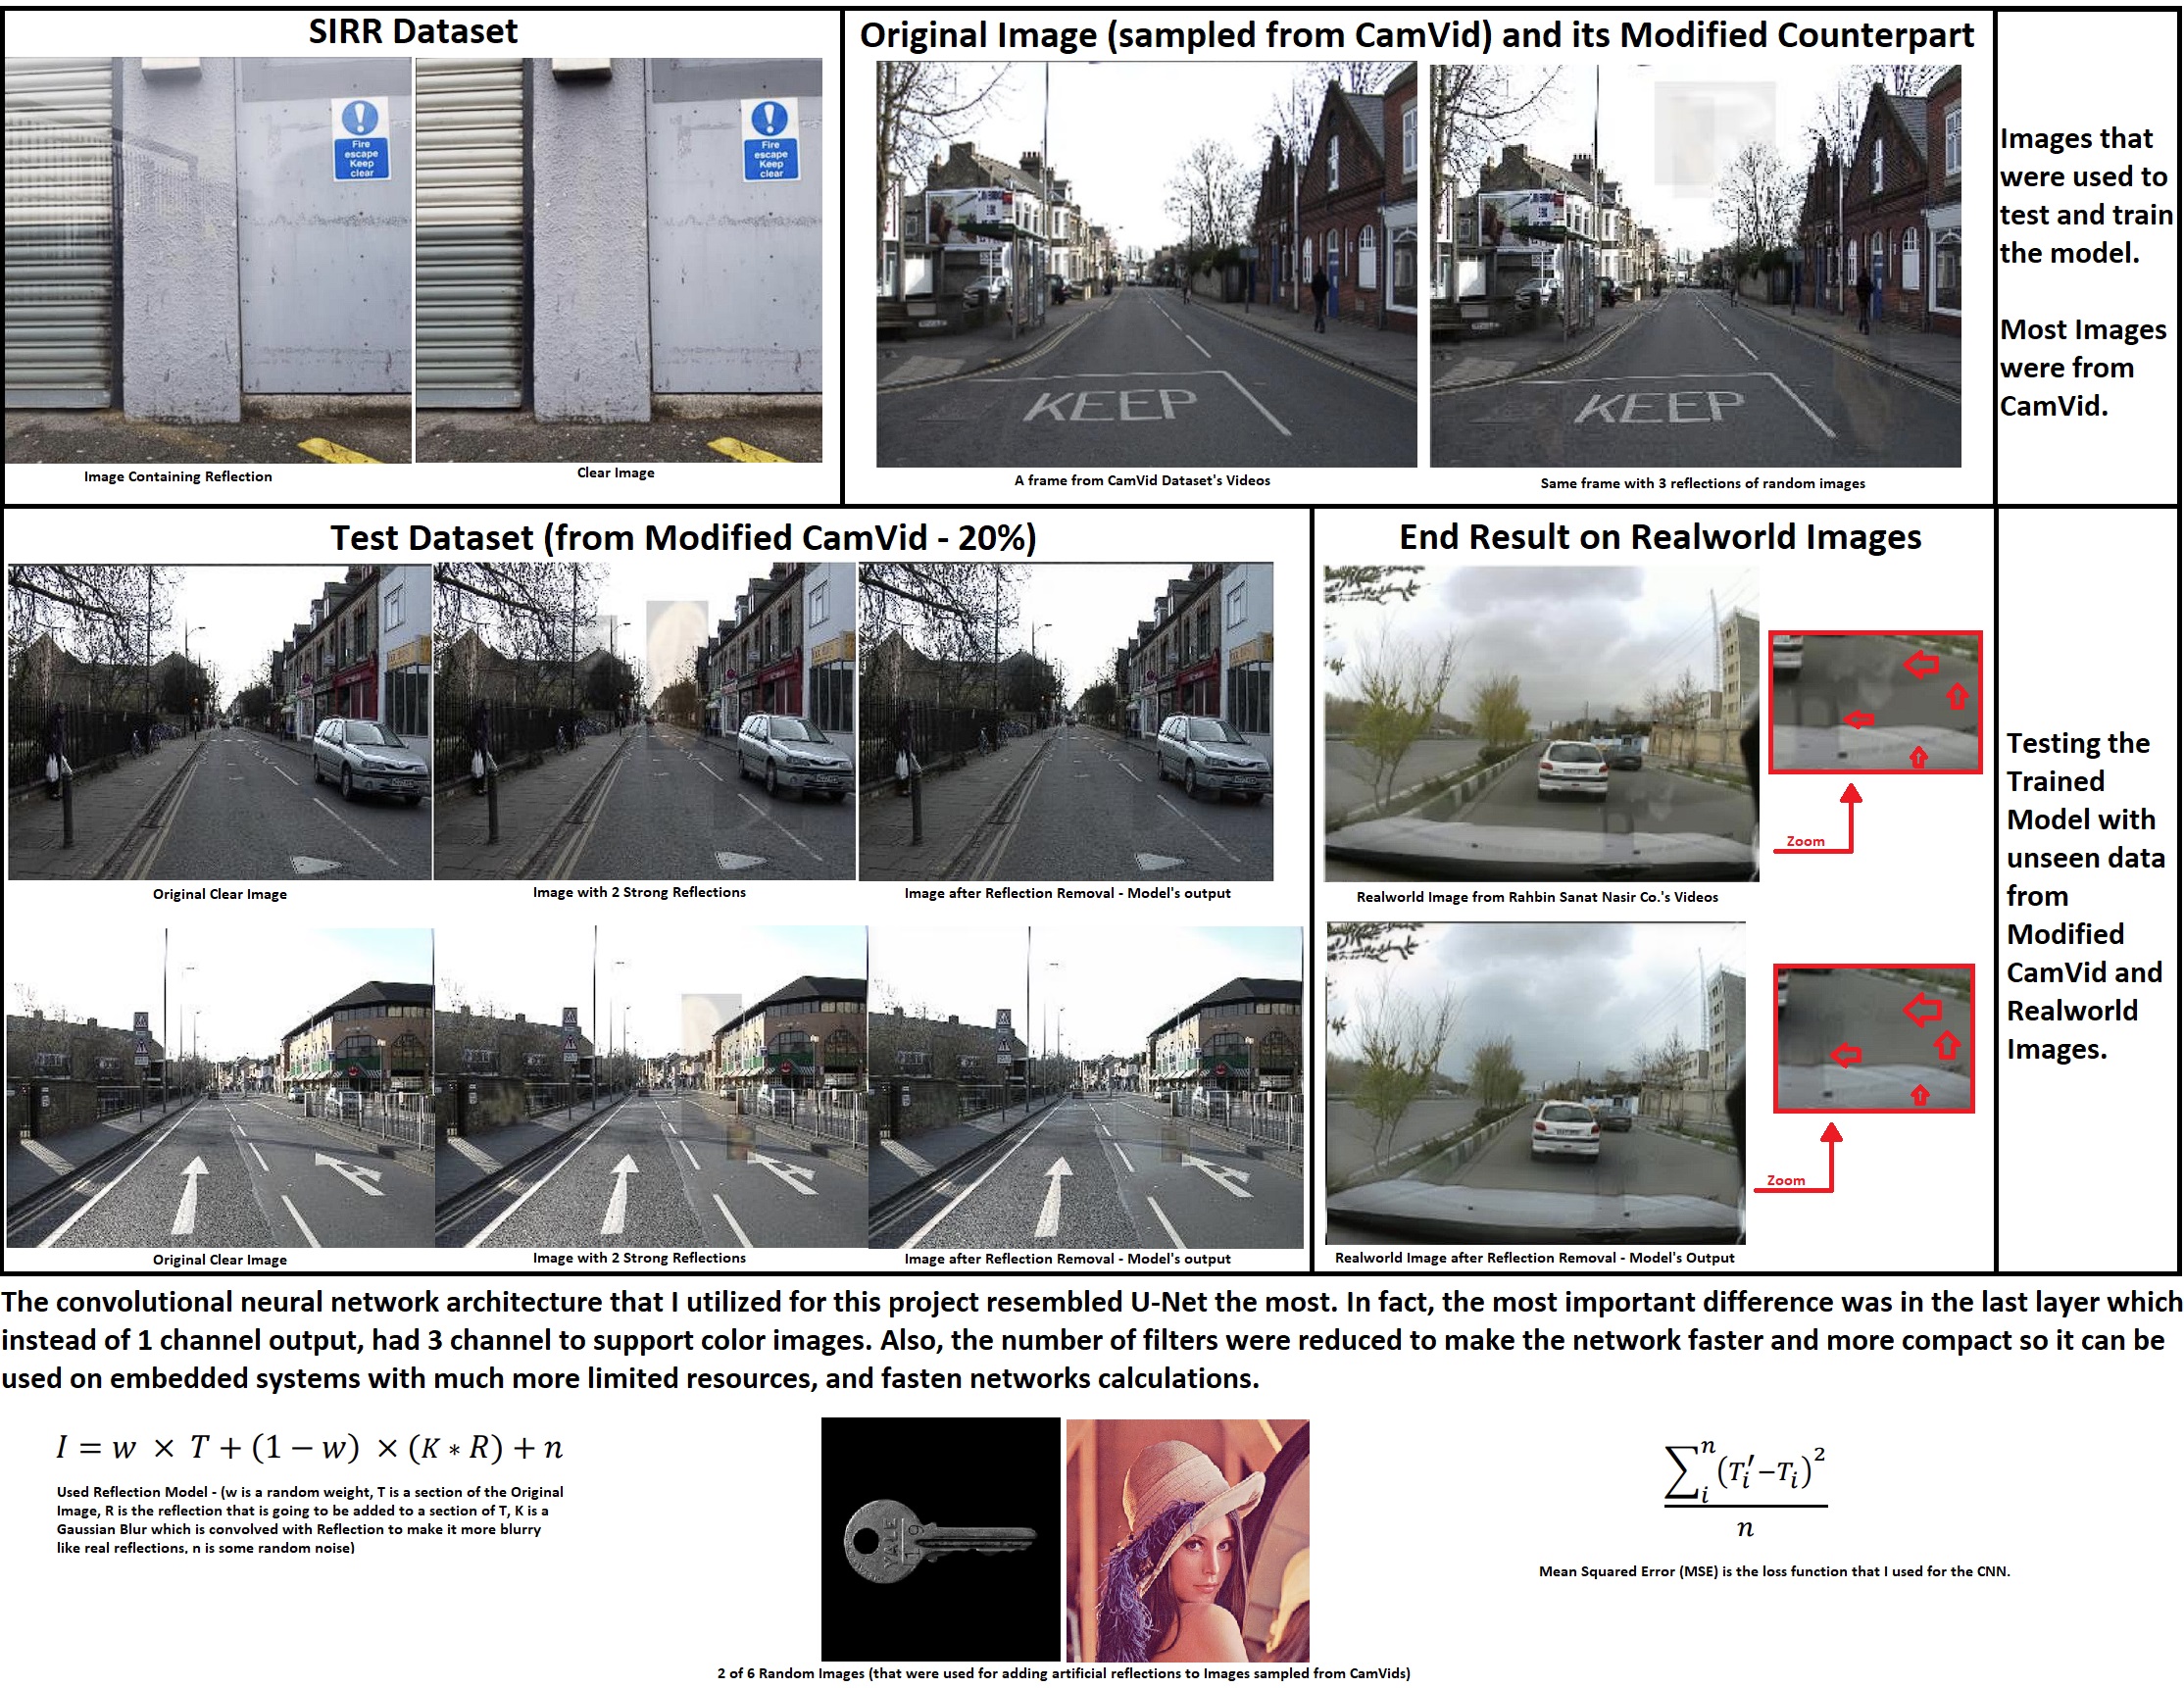 SIRR Dataset
Fire
escape
Keep
clear
Fire
escape
Keep
clear
Image Containing Reflection
Clear Image
Original Image (sampled from CamVid) and its Modified Counterpart
KEEP
KEEP
A frame from CamVid Dataset's Videos
Same frame with 3 reflections of random images
Images that
were used to
test and train
the model.
Most Images
were from
CamVid.
Test Dataset (from Modified CamVid - 20%)
Original Clear Image
Image with 2 Strong Reflections
Image after Reflection Removal - Model's output
Original Clear Image
Image with 2 Strong Reflections
Image after Reflection Removal - Model's output
End Result on Realworld Images
Zoom
Realworld Image from Rahbin Sanat Nasir Co.'s Videos
Zoom
Realworld Image after Reflection Removal - Model's Output
Testing the
Trained
Model with
unseen data
from
Modified
CamVid and
Realworld
Images.
The convolutional neural network architecture that I utilized for this project resembled U-Net the most. In fact, the most important difference was in the last layer which
instead of 1 channel output, had 3 channel to support color images. Also, the number of filters were reduced to make the network faster and more compact so it can be
used on embedded systems with much more limited resources, and fasten networks calculations.
I = w × T + (1 − w) × (K ∗ R) + n
Used Reflection Model - (w is a random weight, T is a section of the Original
Image, R is the reflection that is going to be added to a section of T, K is a
Gaussian Blur which is convolved with Reflection to make it more blurry
like real reflections, n is some random noise)
YALE
19
2 of 6 Random Images (that were used for adding artificial reflections to Images sampled from CamVids)
∑ᵢⁿ(T′ᵢ−Tᵢ)²
n
Mean Squared Error (MSE) is the loss function that I used for the CNN.